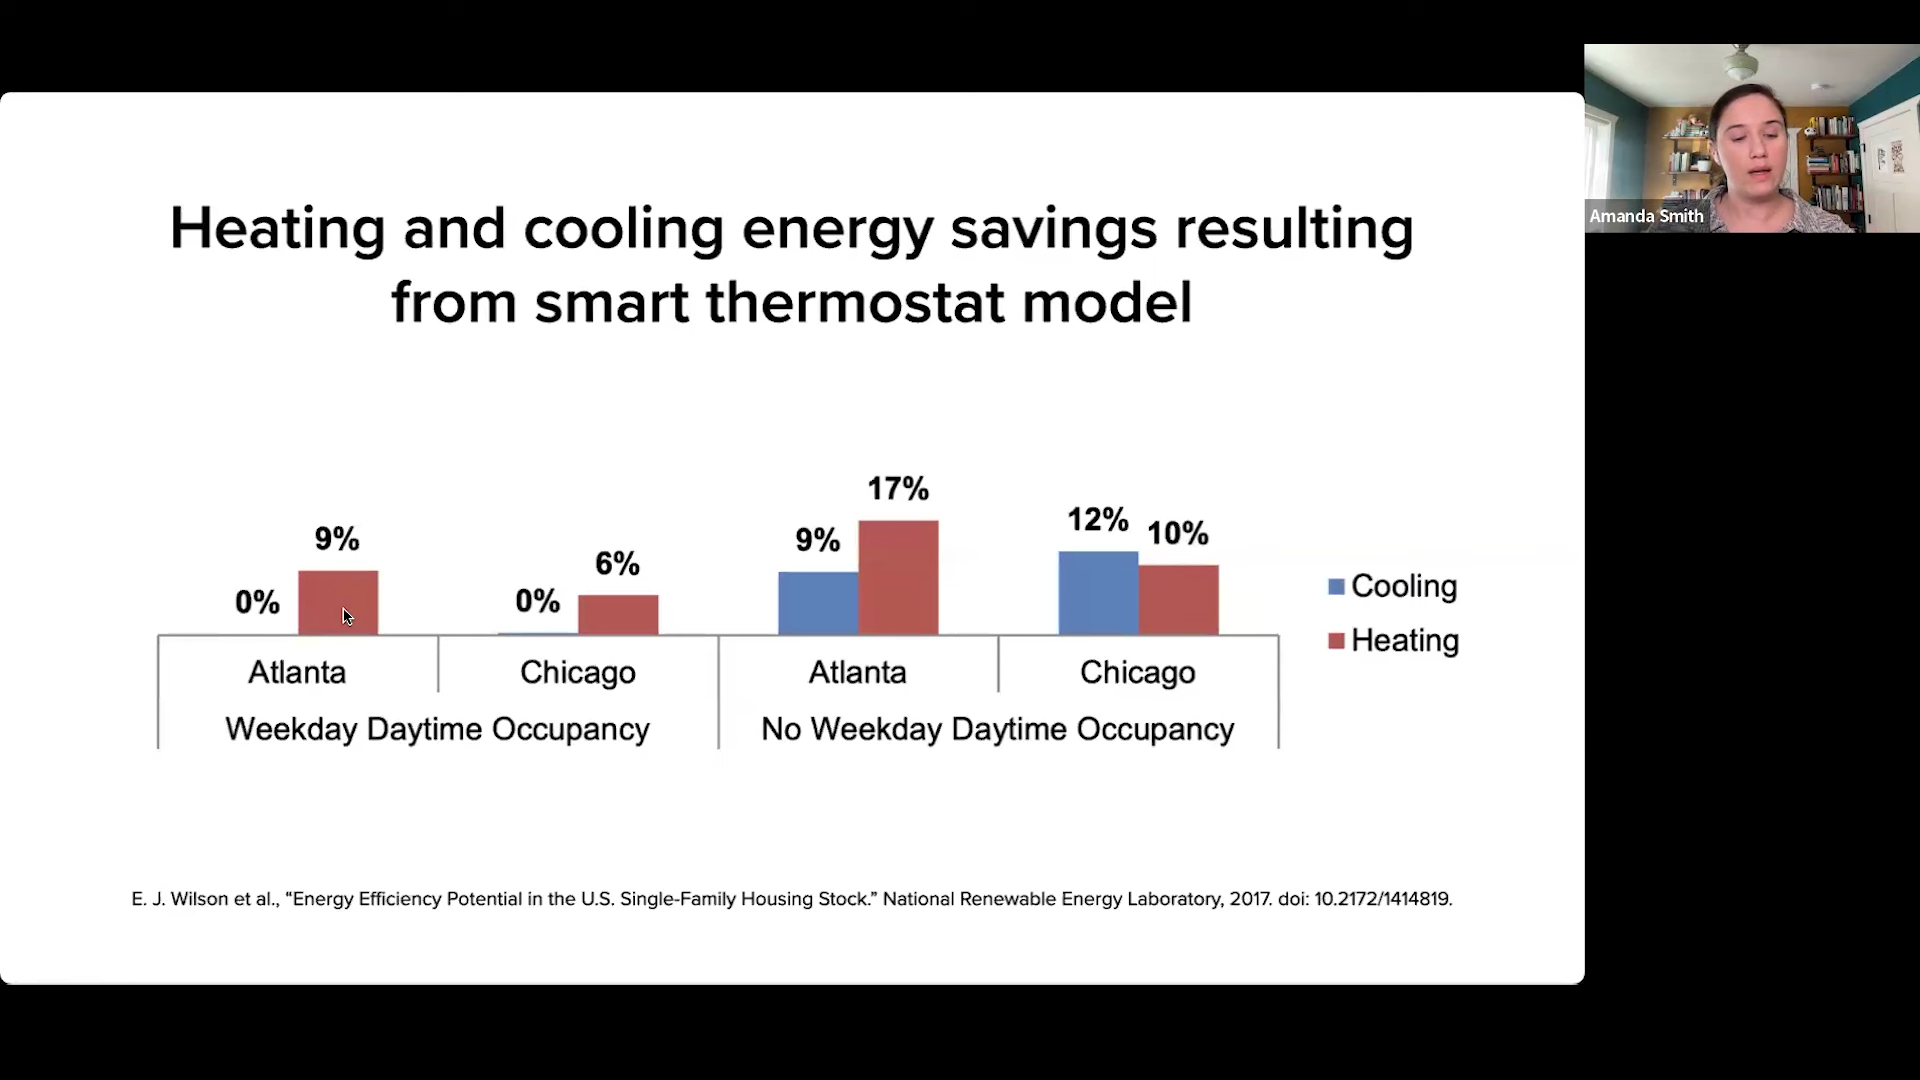 Heating and cooling energy savings resulting
from smart thermostat model
Amanda Smith
0%
9%
0%
6%
9%
17%
12%
10%
Cooling
Heating
Atlanta
Chicago
Atlanta
Chicago
Weekday Daytime Occupancy
No Weekday Daytime Occupancy
E. J. Wilson et al., “Energy Efficiency Potential in the U.S. Single-Family Housing Stock.” National Renewable Energy Laboratory, 2017. doi: 10.2172/1414819.